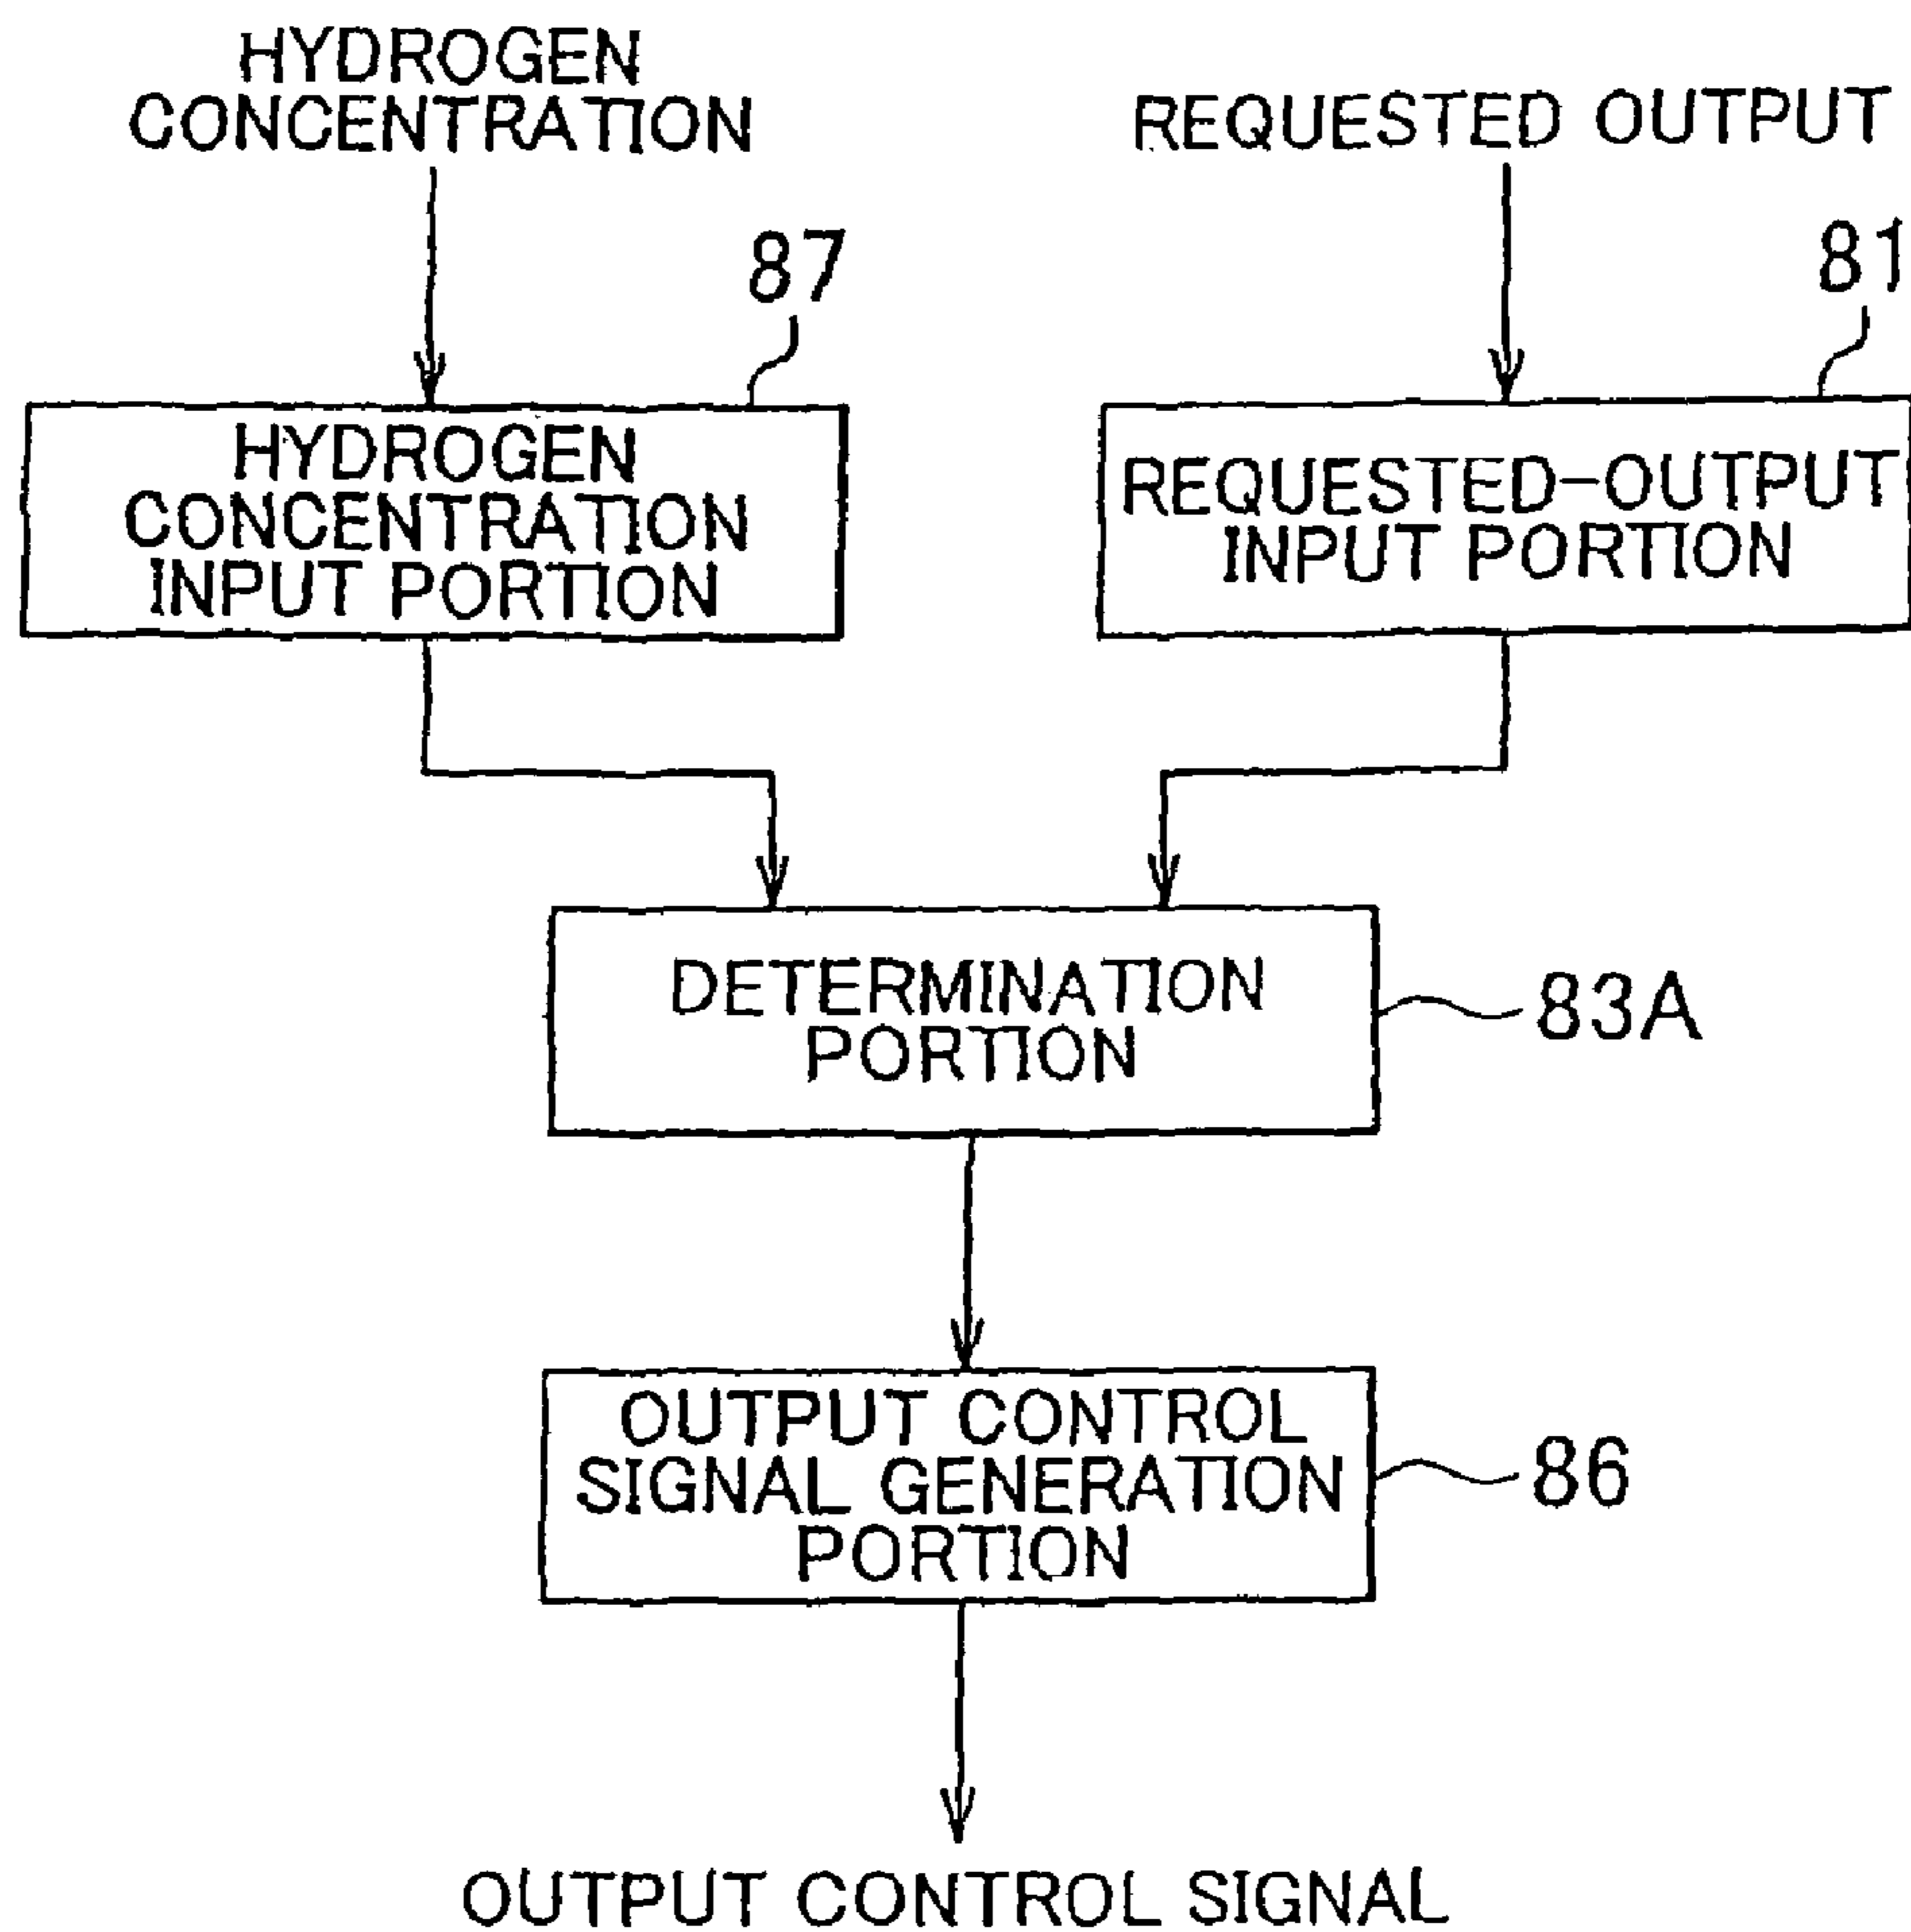 HYDROGEN
CONCENTRATION
REQUESTED OUTPUT
87
81
HYDROGEN
CONCENTRATION
INPUT PORTION
REQUESTED-OUTPUT
INPUT PORTION
DETERMINATION
PORTION
83A
OUTPUT CONTROL
SIGNAL GENERATION
PORTION
86
OUTPUT CONTROL SIGNAL